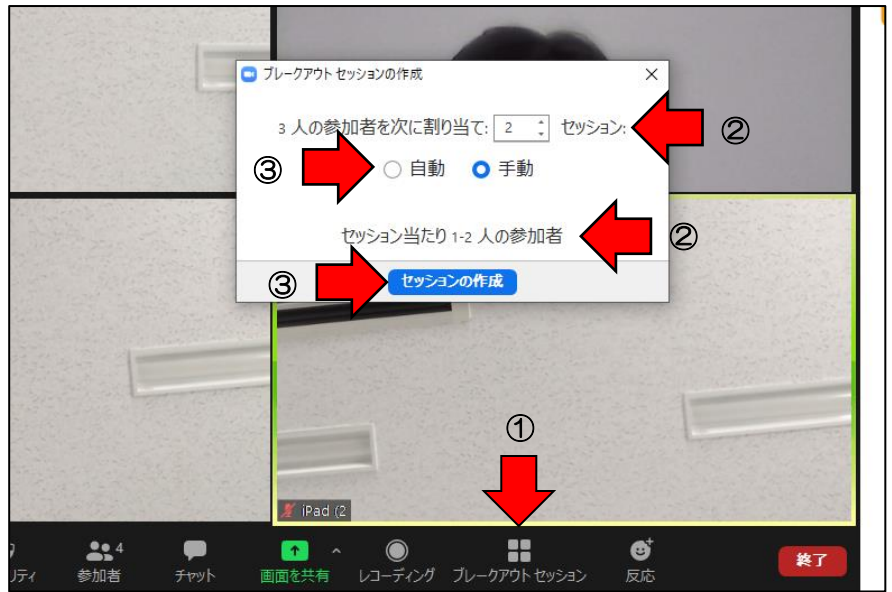 ブレークアウト セッションの作成
3 人の参加者を次に割り当て: 2 セッション:
②
③
自動 手動
セッション当たり 1-2 人の参加者
②
③
セッションの作成
①
iPad (2
4
リティ 参加者 チャット 画面を共有 レコーディング ブレークアウト セッション 反応 終了